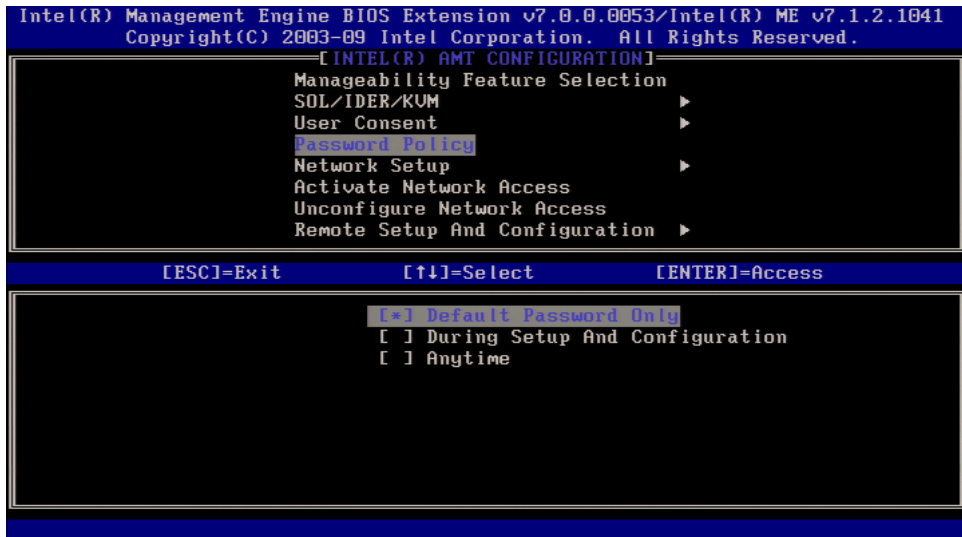 Intel(R) Management Engine BIOS Extension v7.0.0.0053/Intel(R) ME v7.1.2.1041
Copyright(C) 2003-09 Intel Corporation. All Rights Reserved.
[INTEL(R) AMT CONFIGURATION]
Manageability Feature Selection
SOL/IDER/KVM ►
User Consent ►
Password Policy
Network Setup ►
Activate Network Access
Unconfigure Network Access
Remote Setup And Configuration ►
[ESC]=Exit [↑↓]=Select [ENTER]=Access
[*] Default Password Only
[ ] During Setup And Configuration
[ ] Anytime